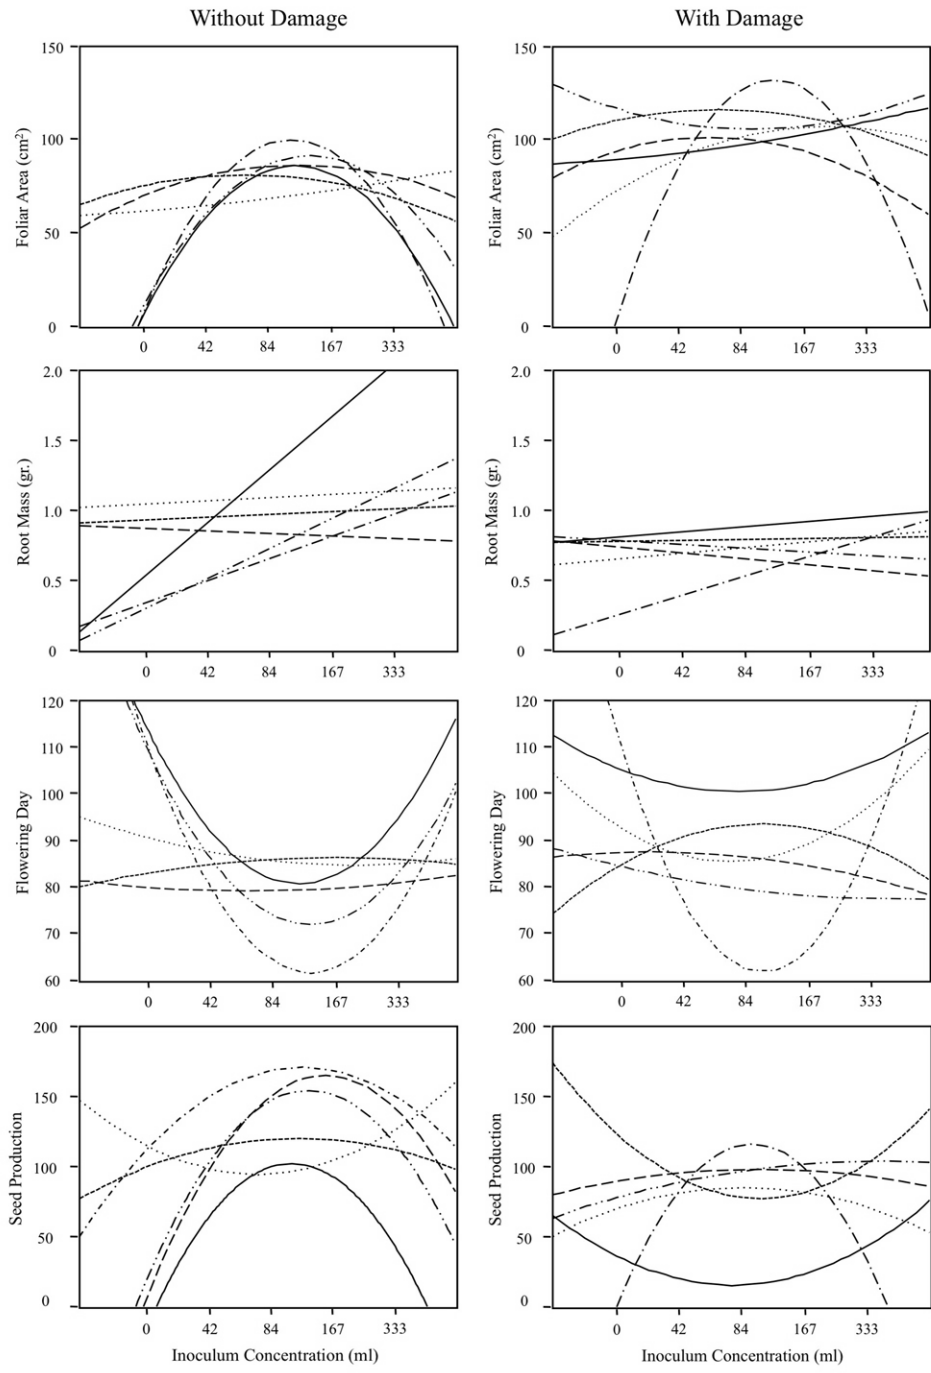 Without Damage
With Damage
150
100
50
0
Foliar Area (cm²)
0 42 84 167 333
150
100
50
0
Foliar Area (cm²)
0 42 84 167 333
2.0
1.5
1.0
0.5
0
Root Mass (gr.)
0 42 84 167 333
2.0
1.5
1.0
0.5
0
Root Mass (gr.)
0 42 84 167 333
120
110
100
90
80
70
60
Flowering Day
0 42 84 167 333
120
110
100
90
80
70
60
Flowering Day
0 42 84 167 333
200
150
100
50
0
Seed Production
0 42 84 167 333
Inoculum Concentration (ml)
200
150
100
50
0
Seed Production
0 42 84 167 333
Inoculum Concentration (ml)